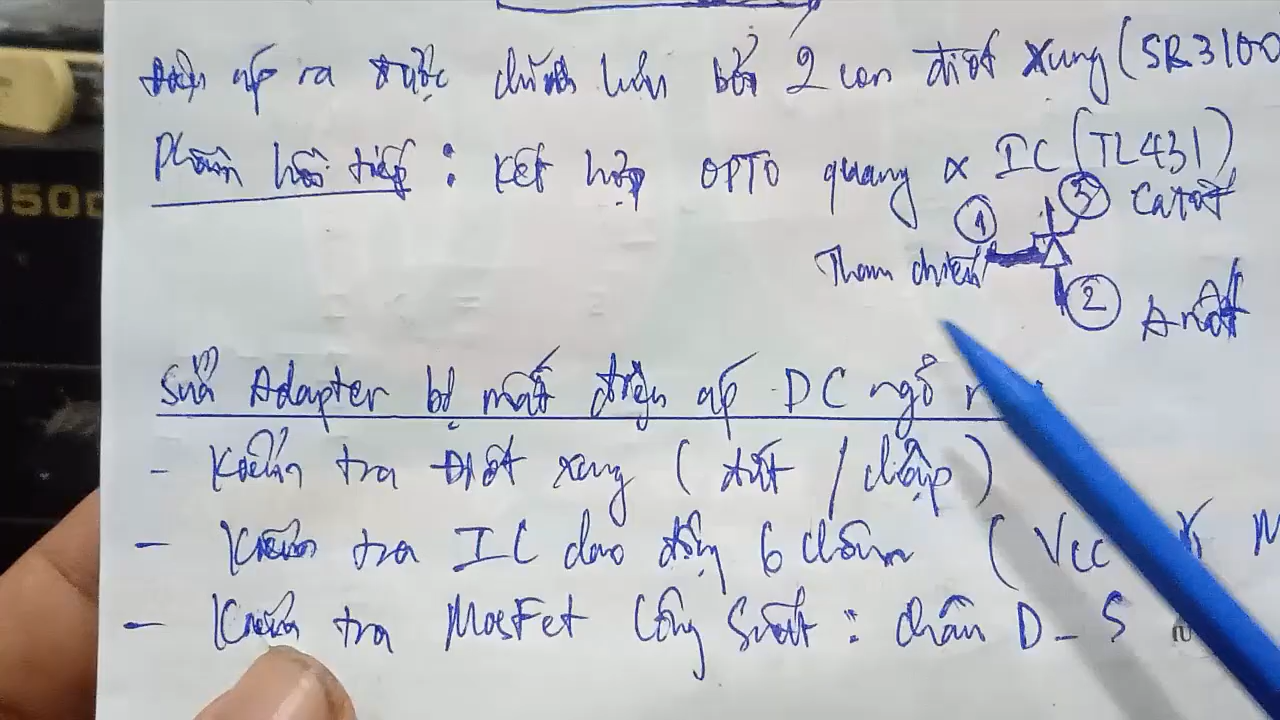 điện áp ra được chỉnh lưu bởi 2 con điốt xung (SR3100
Phần hồi tiếp : Kết hợp OPTO quang & IC (TL431)
1 3 Catốt
Tham chiếu
2 Anốt
Sửa Adapter bị mất điện áp DC ngõ
- Kiểm tra Điốt xung ( đứt / chập )
- Kiểm tra IC dao động 6 chân ( Vcc
- Kiểm tra MosFet Công Suất : chân D - S
350